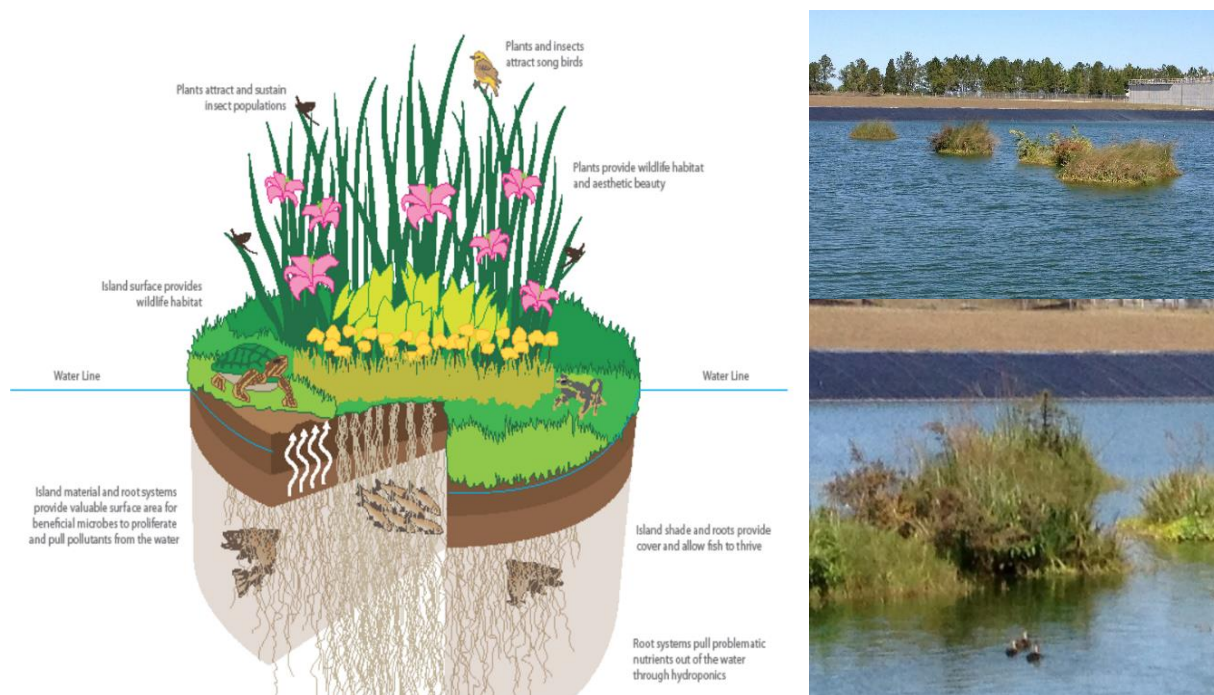 Plants and insects
attract song birds
Plants attract and sustain
insect populations
Plants provide wildlife habitat
and aesthetic beauty
Island surface provides
wildlife habitat
Water Line
Water Line
Island material and root systems
provide valuable surface area for
beneficial microbes to proliferate
and pull pollutants from the water
Island shade and roots provide
cover and allow fish to thrive
Root systems pull problematic
nutrients out of the water
through hydroponics